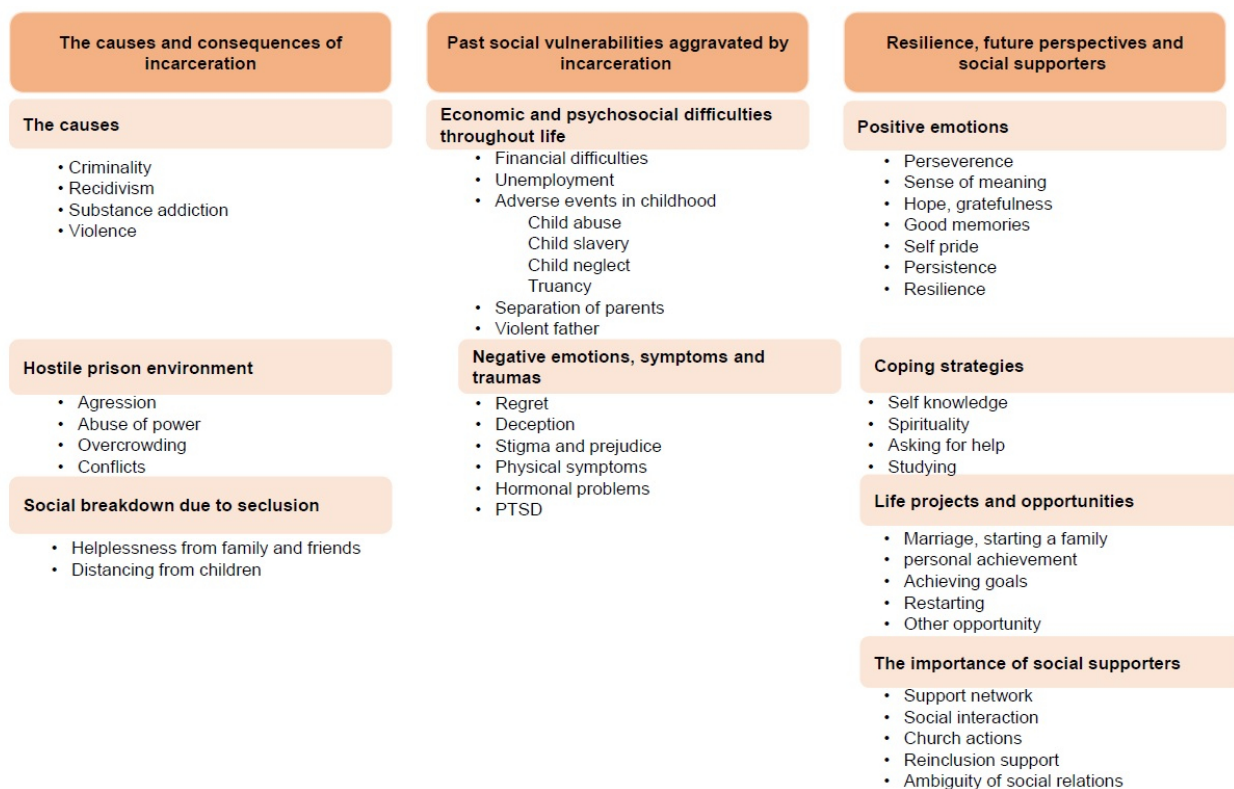 The causes and consequences of
incarceration
The causes
• Criminality
• Recidivism
• Substance addiction
• Violence
Hostile prison environment
• Agression
• Abuse of power
• Overcrowding
• Conflicts
Social breakdown due to seclusion
• Helplessness from family and friends
• Distancing from children
Past social vulnerabilities aggravated by
incarceration
Economic and psychosocial difficulties
throughout life
• Financial difficulties
• Unemployment
• Adverse events in childhood
Child abuse
Child slavery
Child neglect
Truancy
• Separation of parents
• Violent father
Negative emotions, symptoms and
traumas
• Regret
• Deception
• Stigma and prejudice
• Physical symptoms
• Hormonal problems
• PTSD
Resilience, future perspectives and
social supporters
Positive emotions
• Perseverence
• Sense of meaning
• Hope, gratefulness
• Good memories
• Self pride
• Persistence
• Resilience
Coping strategies
• Self knowledge
• Spirituality
• Asking for help
• Studying
Life projects and opportunities
• Marriage, starting a family
• personal achievement
• Achieving goals
• Restarting
• Other opportunity
The importance of social supporters
• Support network
• Social interaction
• Church actions
• Reinclusion support
• Ambiguity of social relations